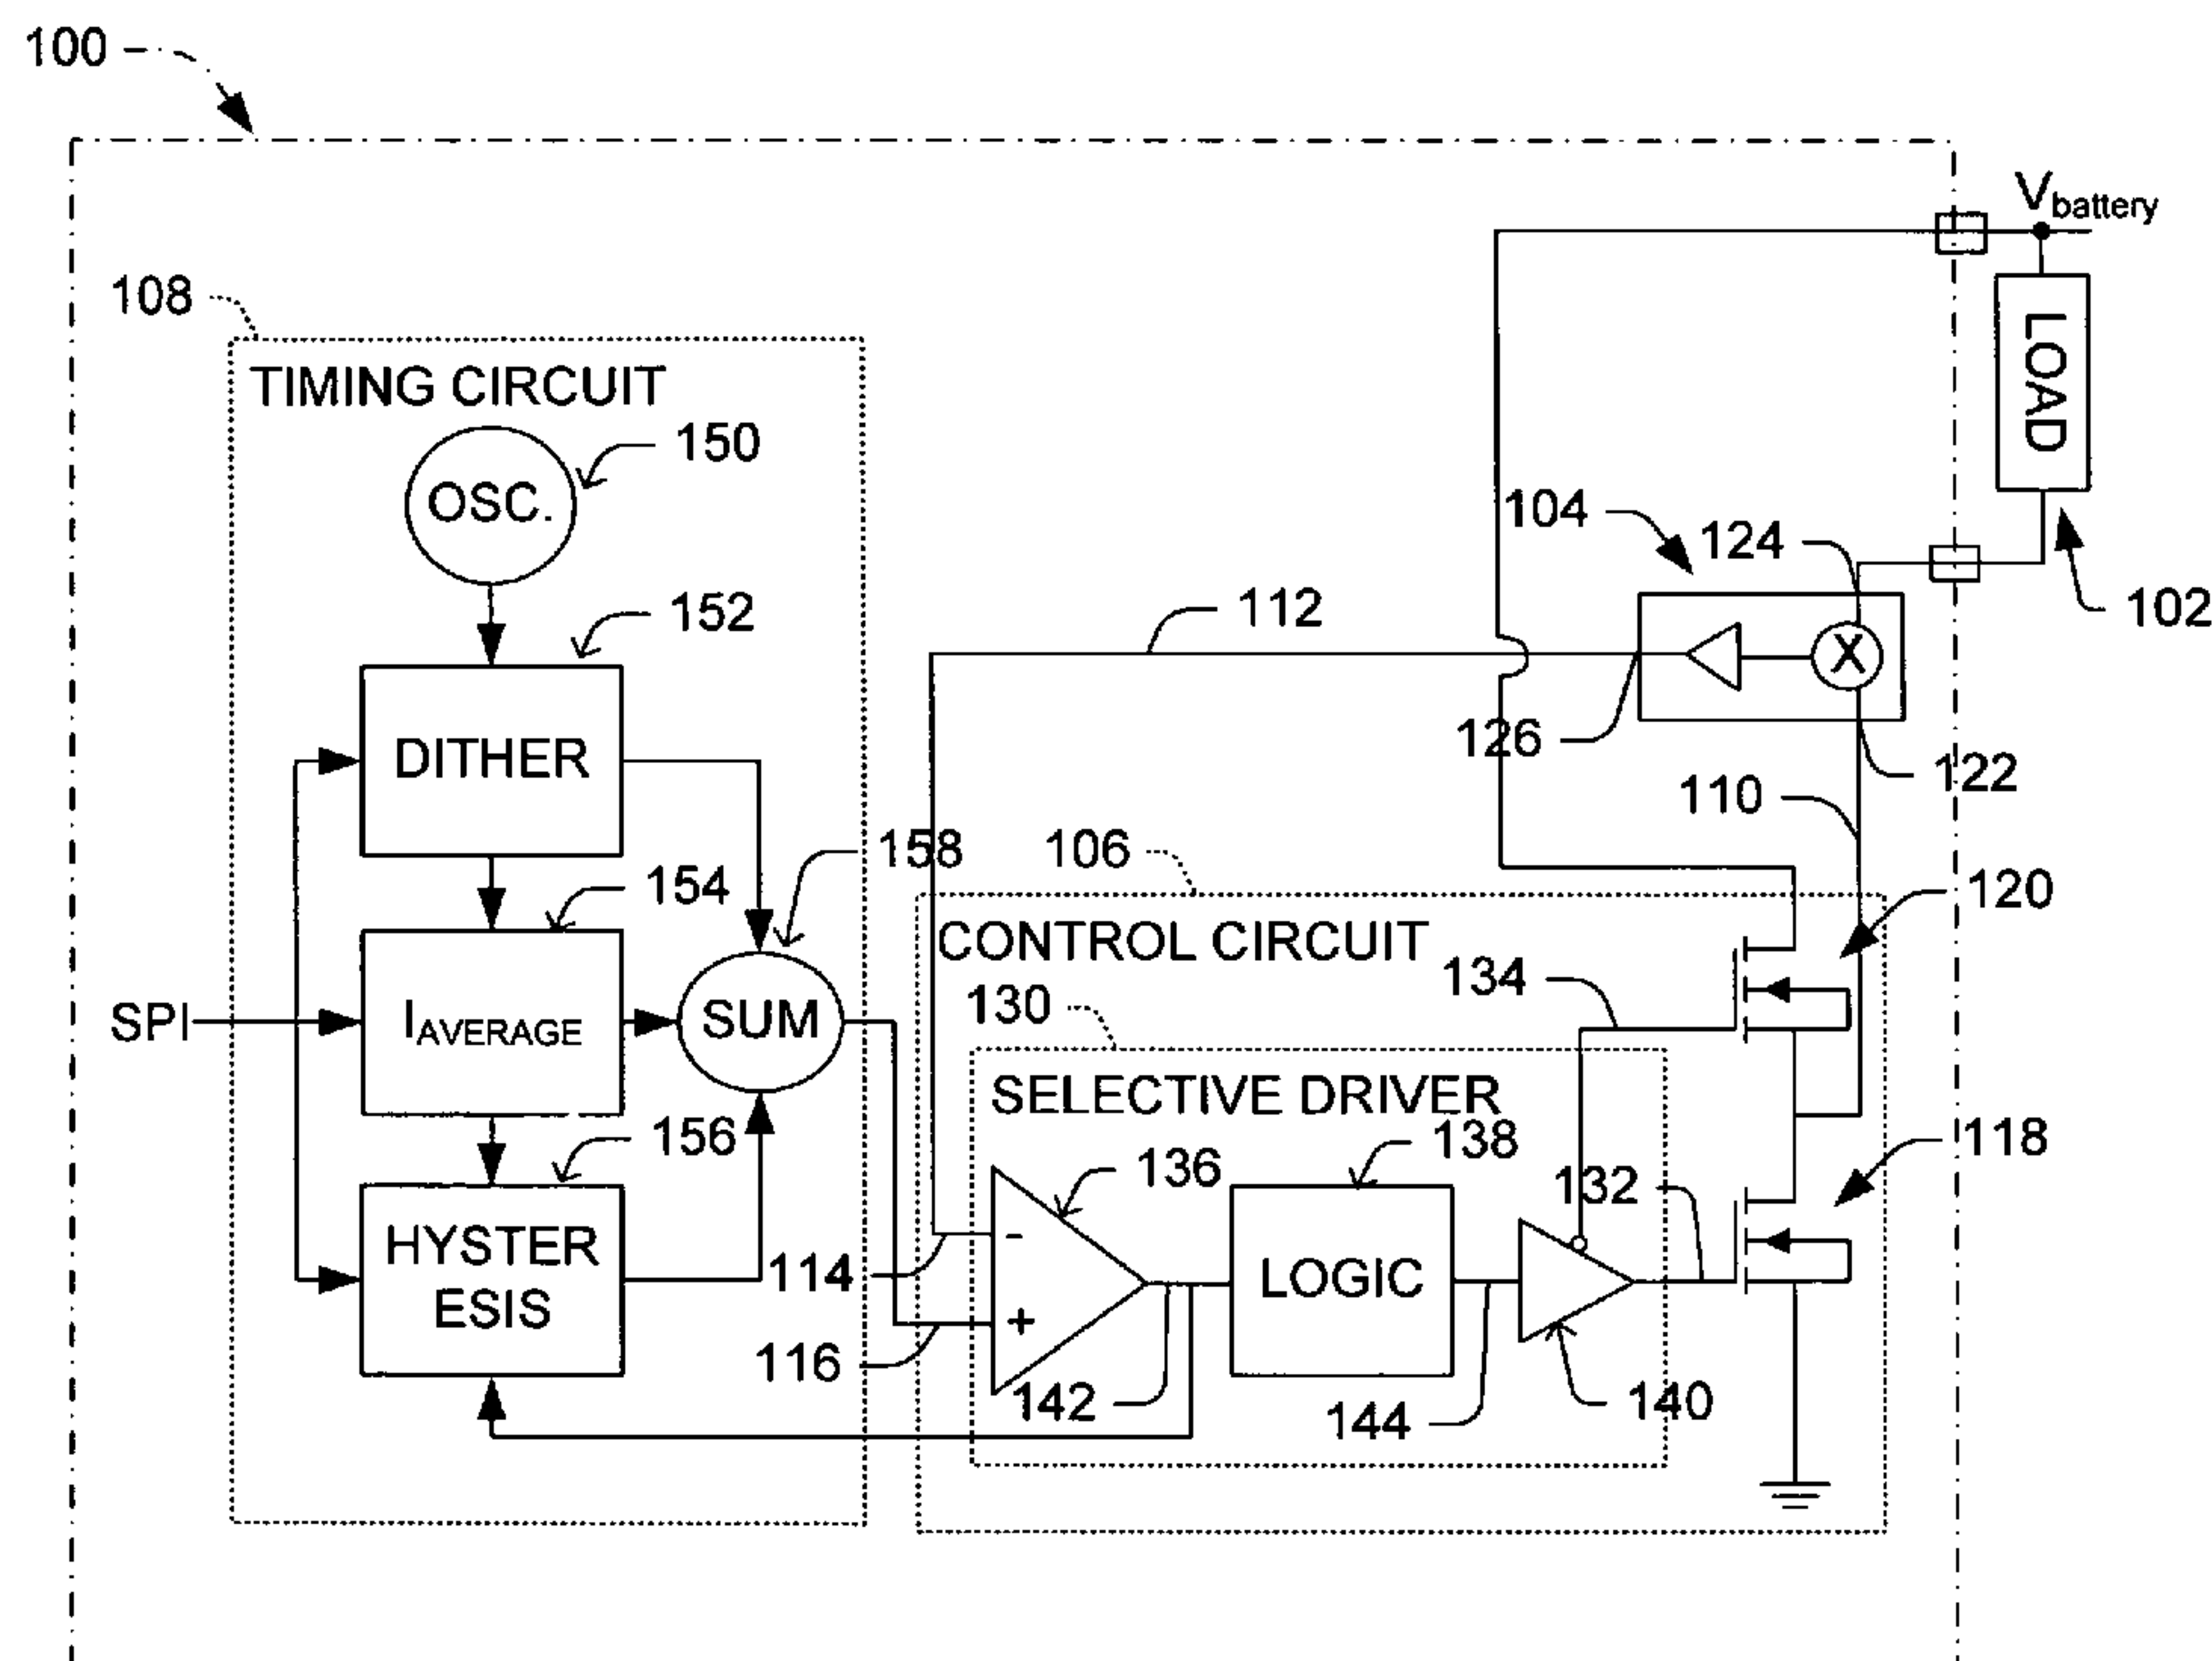 100
V_battery
108
TIMING CIRCUIT
LOAD
150
OSC.
104
124
152
112
102
X
126
122
DITHER
110
158
106
154
120
CONTROL CIRCUIT
134
130
SPI
I_AVERAGE
SUM
SELECTIVE DRIVER
156
136
138
118
132
HYSTER
ESIS
-
114
LOGIC
+
116
142
144
140